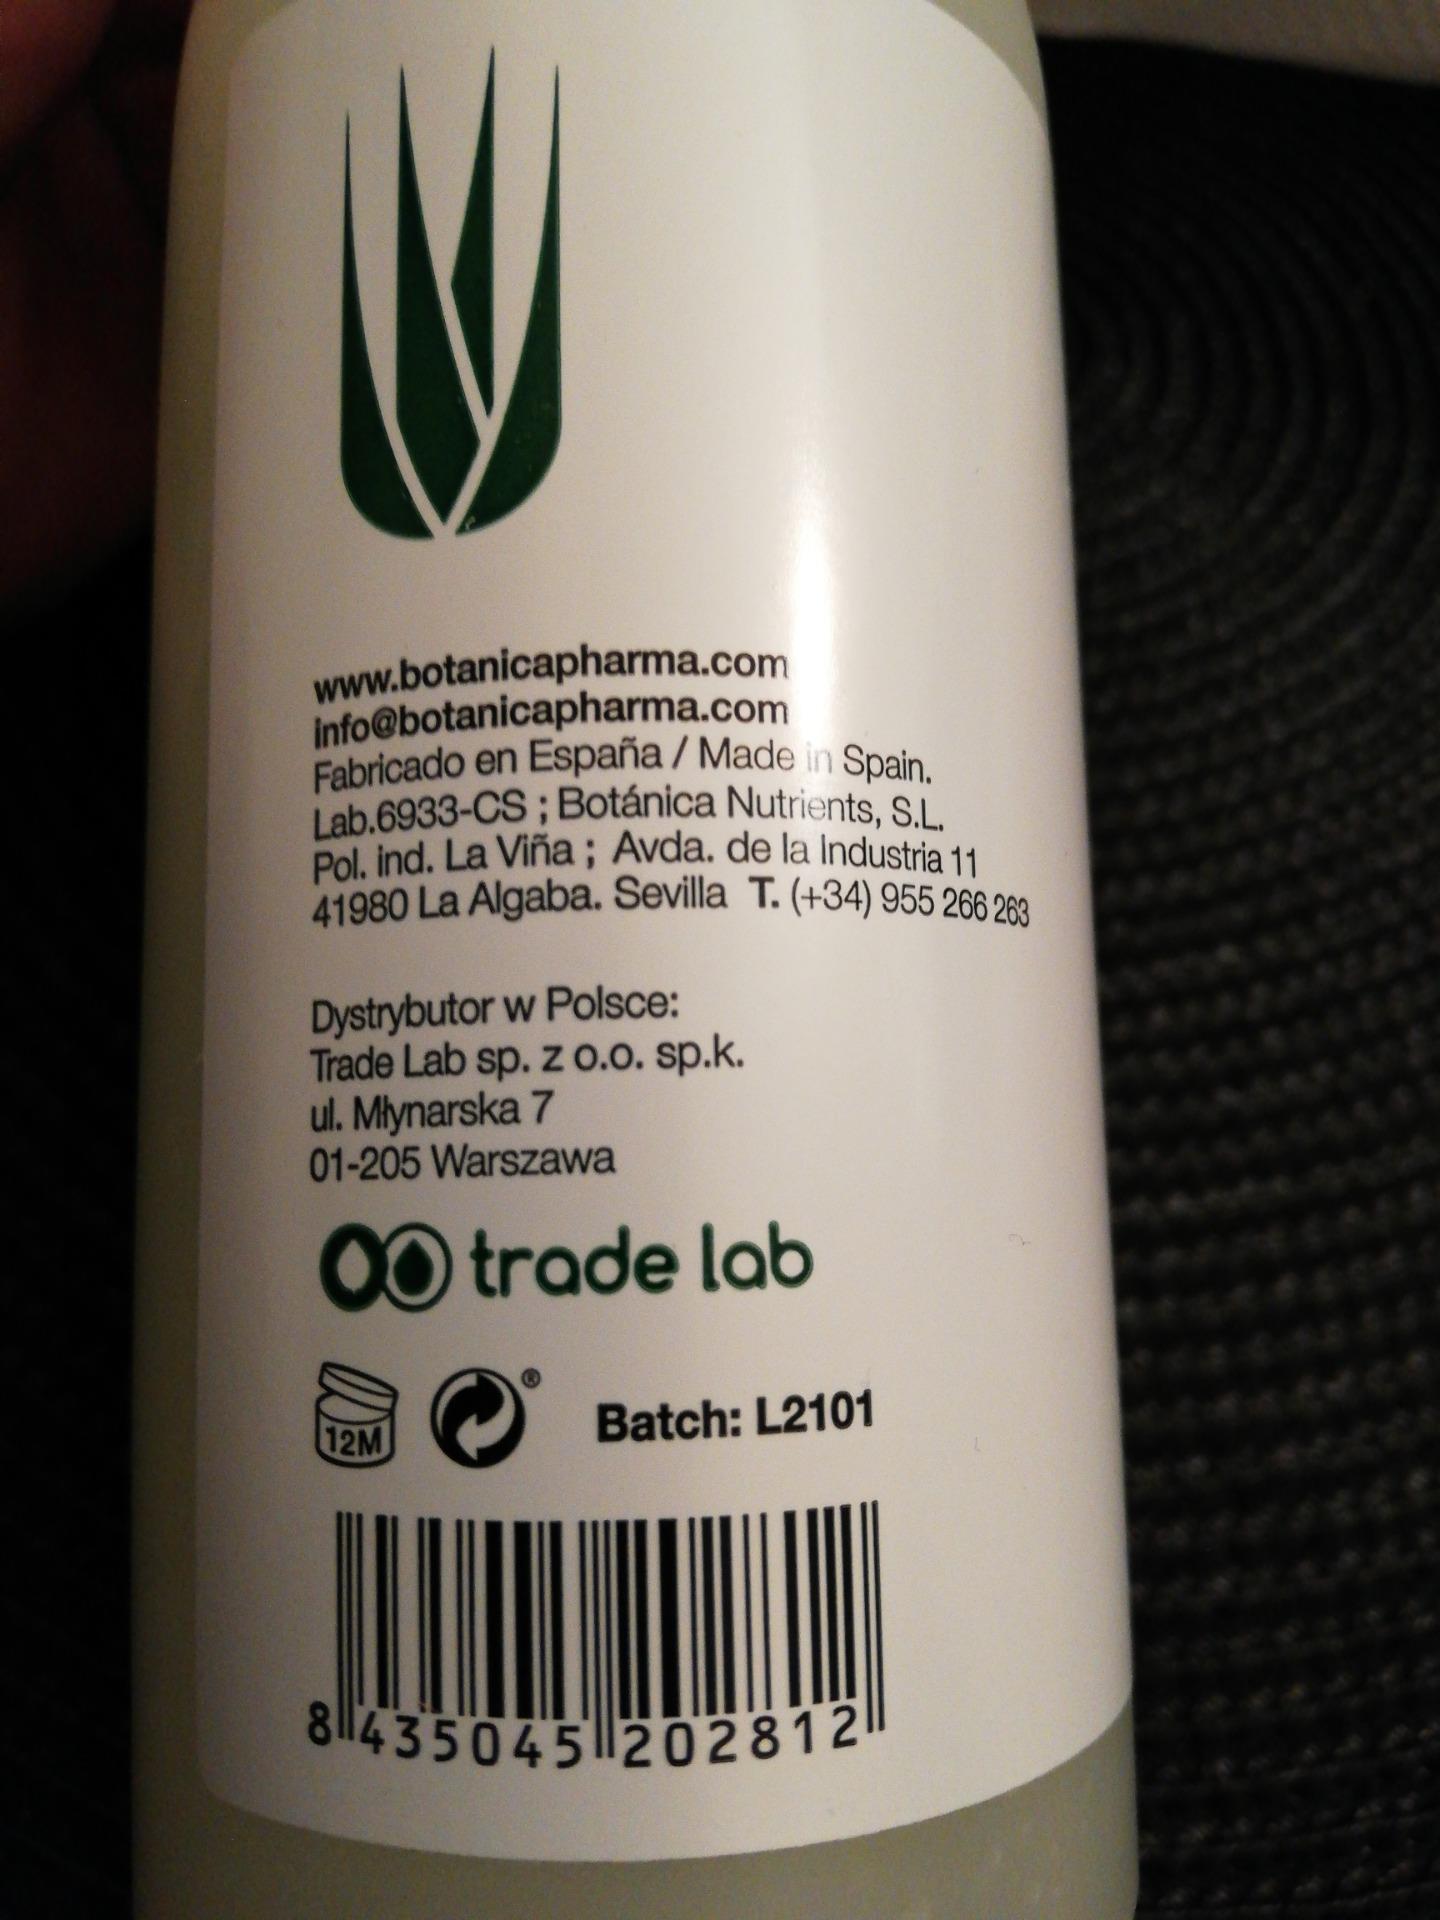 www.botanicapharma.com
info@botanicapharma.com
Fabricado en España / Made in Spain.
Lab.6933-CS ; Botánica Nutrients, S.L.
Pol. ind. La Viña ; Avda. de la Industria 11
41980 La Algaba. Sevilla T. (+34) 955 266 263
Dystrybutor w Polsce:
Trade Lab sp. z o.o. sp.k.
ul. Młynarska 7
01-205 Warszawa
trade lab
12M ® Batch: L2101
8 435045 202812